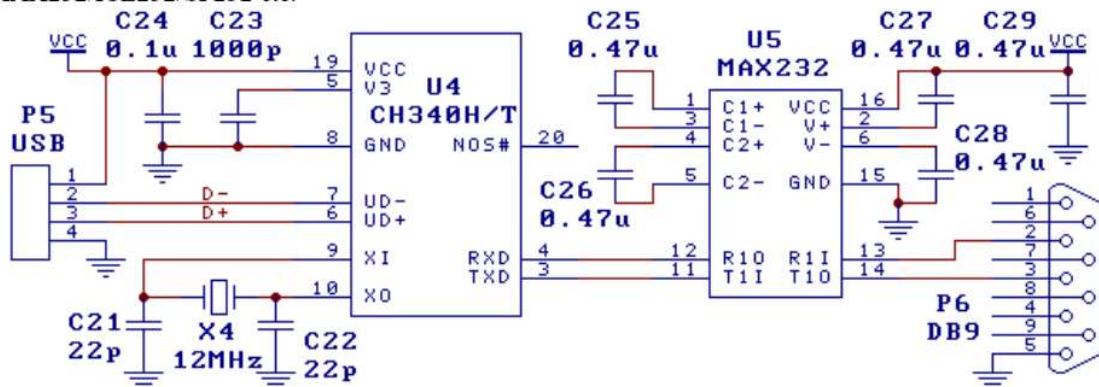 C24
0.1u
C23
1000p
VCC
P5
USB
1
2
3
4
D-
D+
19
5
8
7
6
9
10
VCC
V3
GND
UD-
UD+
XI
XO
U4
CH340H/T
NOS#
20
RXD
TXD
4
3
C21
22p
X4
12MHz
C22
22p
C25
0.47u
C26
0.47u
U5
MAX232
1
3
4
5
12
11
C1+
C1-
C2+
C2-
R1O
T1I
VCC
V+
V-
GND
R1I
T1O
16
2
6
15
13
14
C27
0.47u
C29
0.47u
VCC
C28
0.47u
1
6
2
7
3
8
4
9
5
P6
DB9